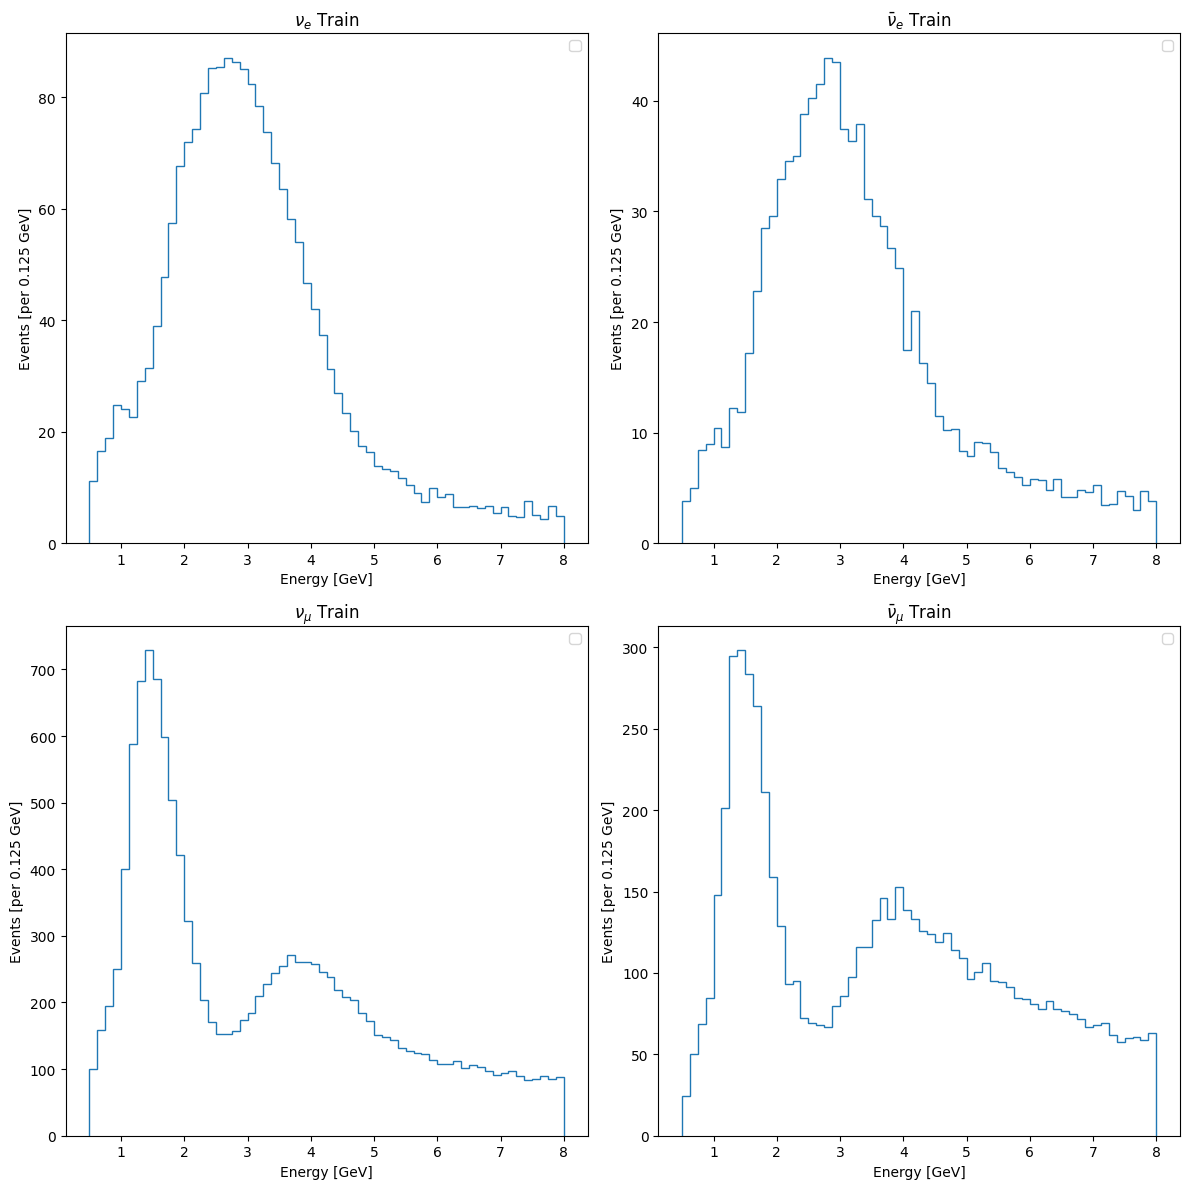 νₑ Train
ν̄ₑ Train
Events [per 0.125 GeV]
80
60
40
20
0
1 2 3 4 5 6 7 8
Energy [GeV]
Events [per 0.125 GeV]
40
30
20
10
0
1 2 3 4 5 6 7 8
Energy [GeV]
ν_μ Train
ν̄_μ Train
Events [per 0.125 GeV]
700
600
500
400
300
200
100
0
1 2 3 4 5 6 7 8
Energy [GeV]
Events [per 0.125 GeV]
300
250
200
150
100
50
0
1 2 3 4 5 6 7 8
Energy [GeV]